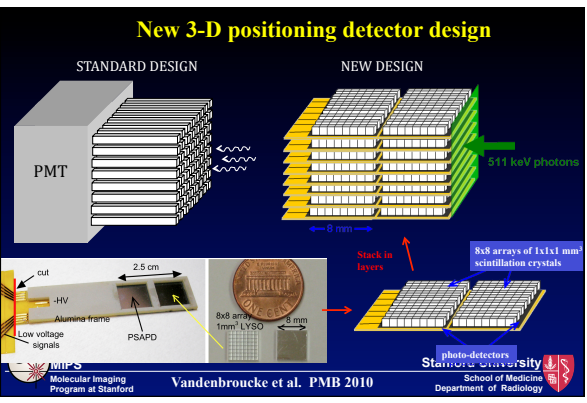 New 3-D positioning detector design
STANDARD DESIGN
NEW DESIGN
PMT
511 keV photons
8 mm
Stack in
layers
8x8 arrays of 1x1x1 mm³
scintillation crystals
cut
2.5 cm
-HV
Alumina frame
PSAPD
Low voltage
signals
8x8 array
1mm³ LYSO
8 mm
ONE CENT
photo-detectors
MIPS
Molecular Imaging
Program at Stanford
Vandenbroucke et al. PMB 2010
Stanford University
School of Medicine
Department of Radiology